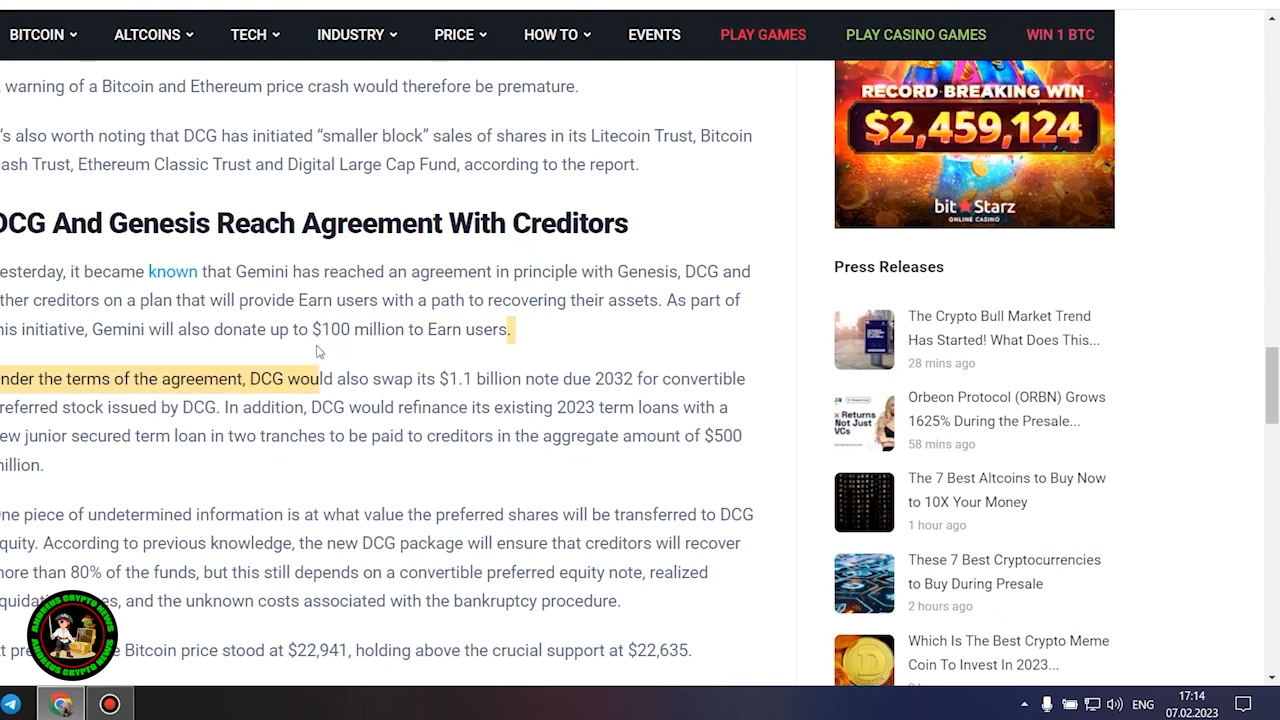 BITCOIN ALTCOINS TECH INDUSTRY PRICE HOW TO EVENTS PLAY GAMES PLAY CASINO GAMES WIN 1 BTC
warning of a Bitcoin and Ethereum price crash would therefore be premature.
's also worth noting that DCG has initiated “smaller block” sales of shares in its Litecoin Trust, Bitcoin
ash Trust, Ethereum Classic Trust and Digital Large Cap Fund, according to the report.
DCG And Genesis Reach Agreement With Creditors
esterday, it became known that Gemini has reached an agreement in principle with Genesis, DCG and
ther creditors on a plan that will provide Earn users with a path to recovering their assets. As part of
his initiative, Gemini will also donate up to $100 million to Earn users.
nder the terms of the agreement, DCG would also swap its $1.1 billion note due 2032 for convertible
referred stock issued by DCG. In addition, DCG would refinance its existing 2023 term loans with a
ew junior secured term loan in two tranches to be paid to creditors in the aggregate amount of $500
million.
One piece of undetermined information is at what value the preferred shares will be transferred to DCG
quity. According to previous knowledge, the new DCG package will ensure that creditors will recover
more than 80% of the funds, but this still depends on a convertible preferred equity note, realized
quidat es, and the unknown costs associated with the bankruptcy procedure.
t pre e Bitcoin price stood at $22,941, holding above the crucial support at $22,635.
ANDREUS CRYPTO NEWS
ANDREUS CRYPTO NEWS
RECORD BREAKING WIN
$2,459,124
bitStarz
ONLINE CASINO
Press Releases
The Crypto Bull Market Trend
Has Started! What Does This...
28 mins ago
x Returns
Not Just
VCs
Orbeon Protocol (ORBN) Grows
1625% During the Presale...
58 mins ago
The 7 Best Altcoins to Buy Now
to 10X Your Money
1 hour ago
These 7 Best Cryptocurrencies
to Buy During Presale
2 hours ago
Which Is The Best Crypto Meme
Coin To Invest In 2023...
ENG
17:14
07.02.2023